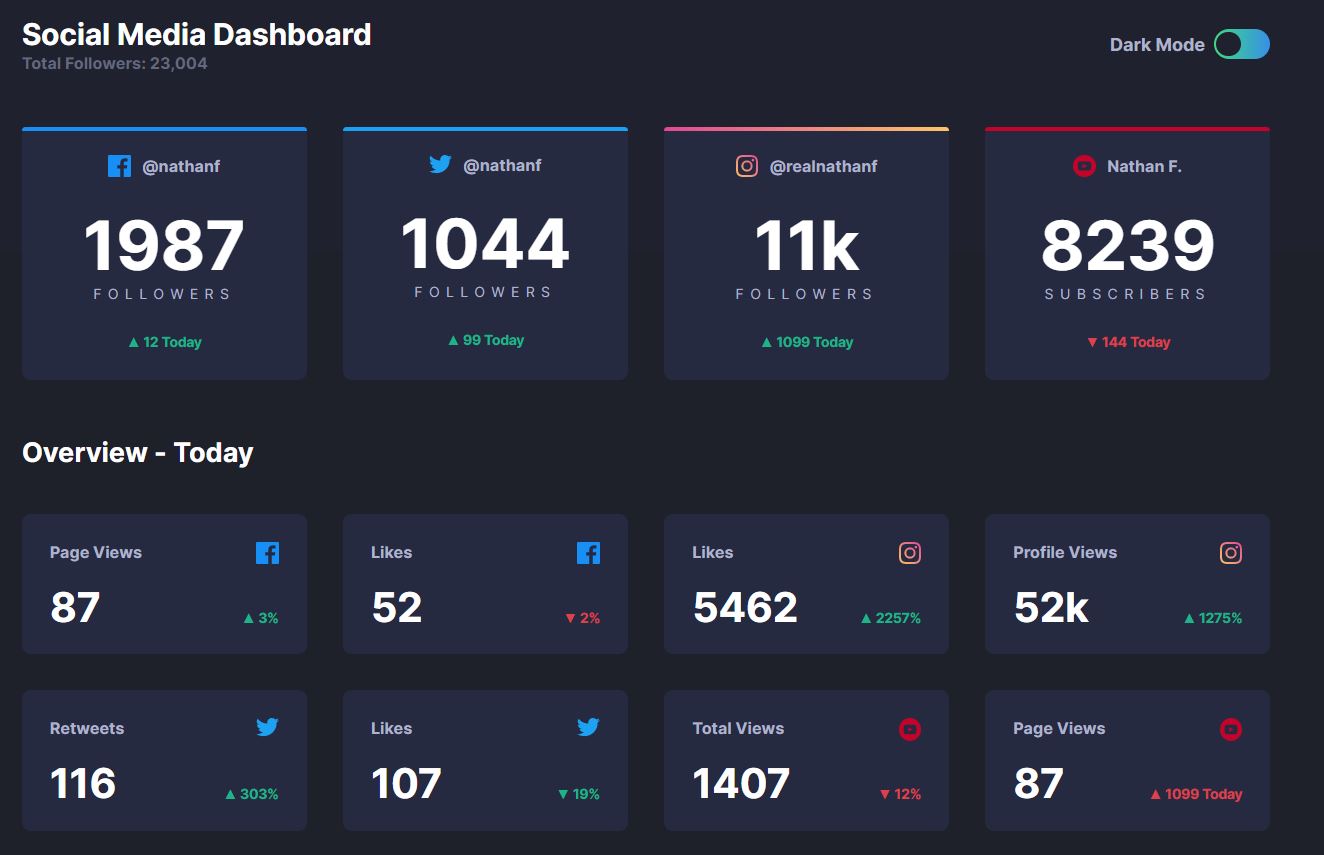 Social Media Dashboard
Total Followers: 23,004
Dark Mode
@nathanf
1987
FOLLOWERS
▲ 12 Today
@nathanf
1044
FOLLOWERS
▲ 99 Today
@realnathanf
11k
FOLLOWERS
▲ 1099 Today
Nathan F.
8239
SUBSCRIBERS
▼ 144 Today
Overview - Today
Page Views
87
▲ 3%
Likes
52
▼ 2%
Likes
5462
▲ 2257%
Profile Views
52k
▲ 1275%
Retweets
116
▲ 303%
Likes
107
▼ 19%
Total Views
1407
▼ 12%
Page Views
87
▲ 1099 Today